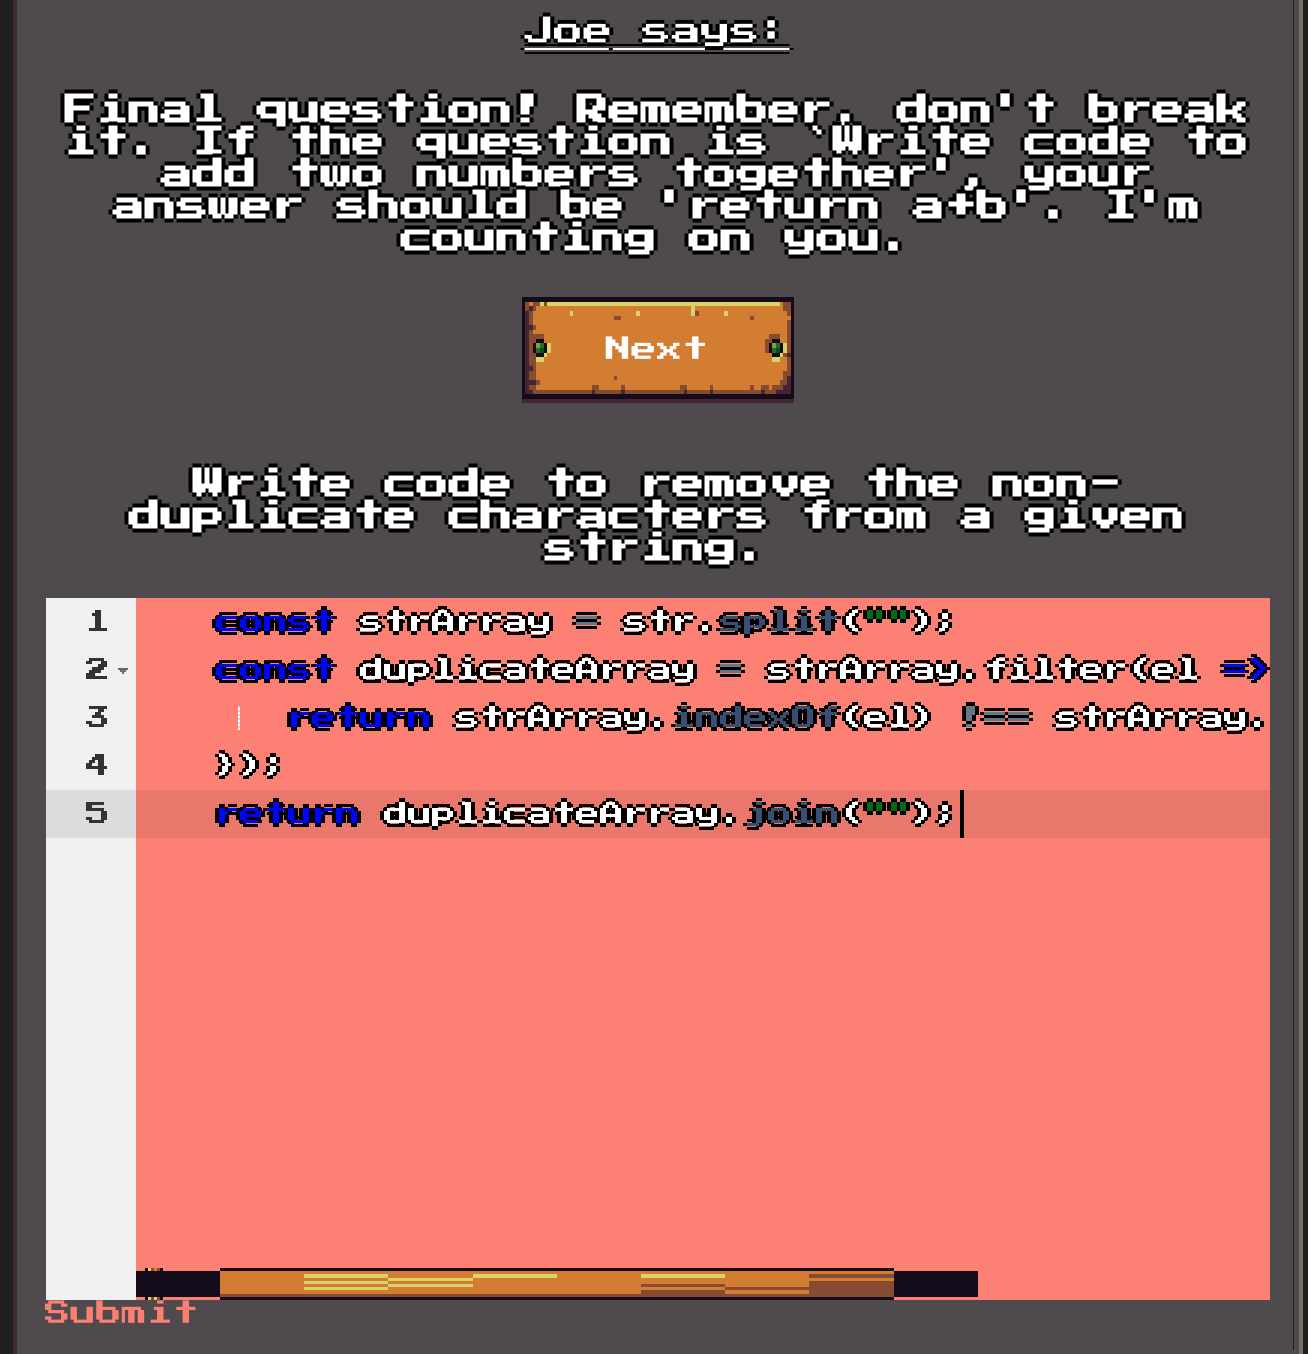 Joe says:
Final question! Remember, don't break
it. If the question is `Write code to
add two numbers together', your
answer should be 'return a+b'. I'm
counting on you.
Next
Write code to remove the non-
duplicate characters from a given
string.
1 const strArray = str.split("");
2 const duplicateArray = strArray.filter(el =>
3 return strArray.indexOf(el) !== strArray.
4 });
5 return duplicateArray.join("");
Submit